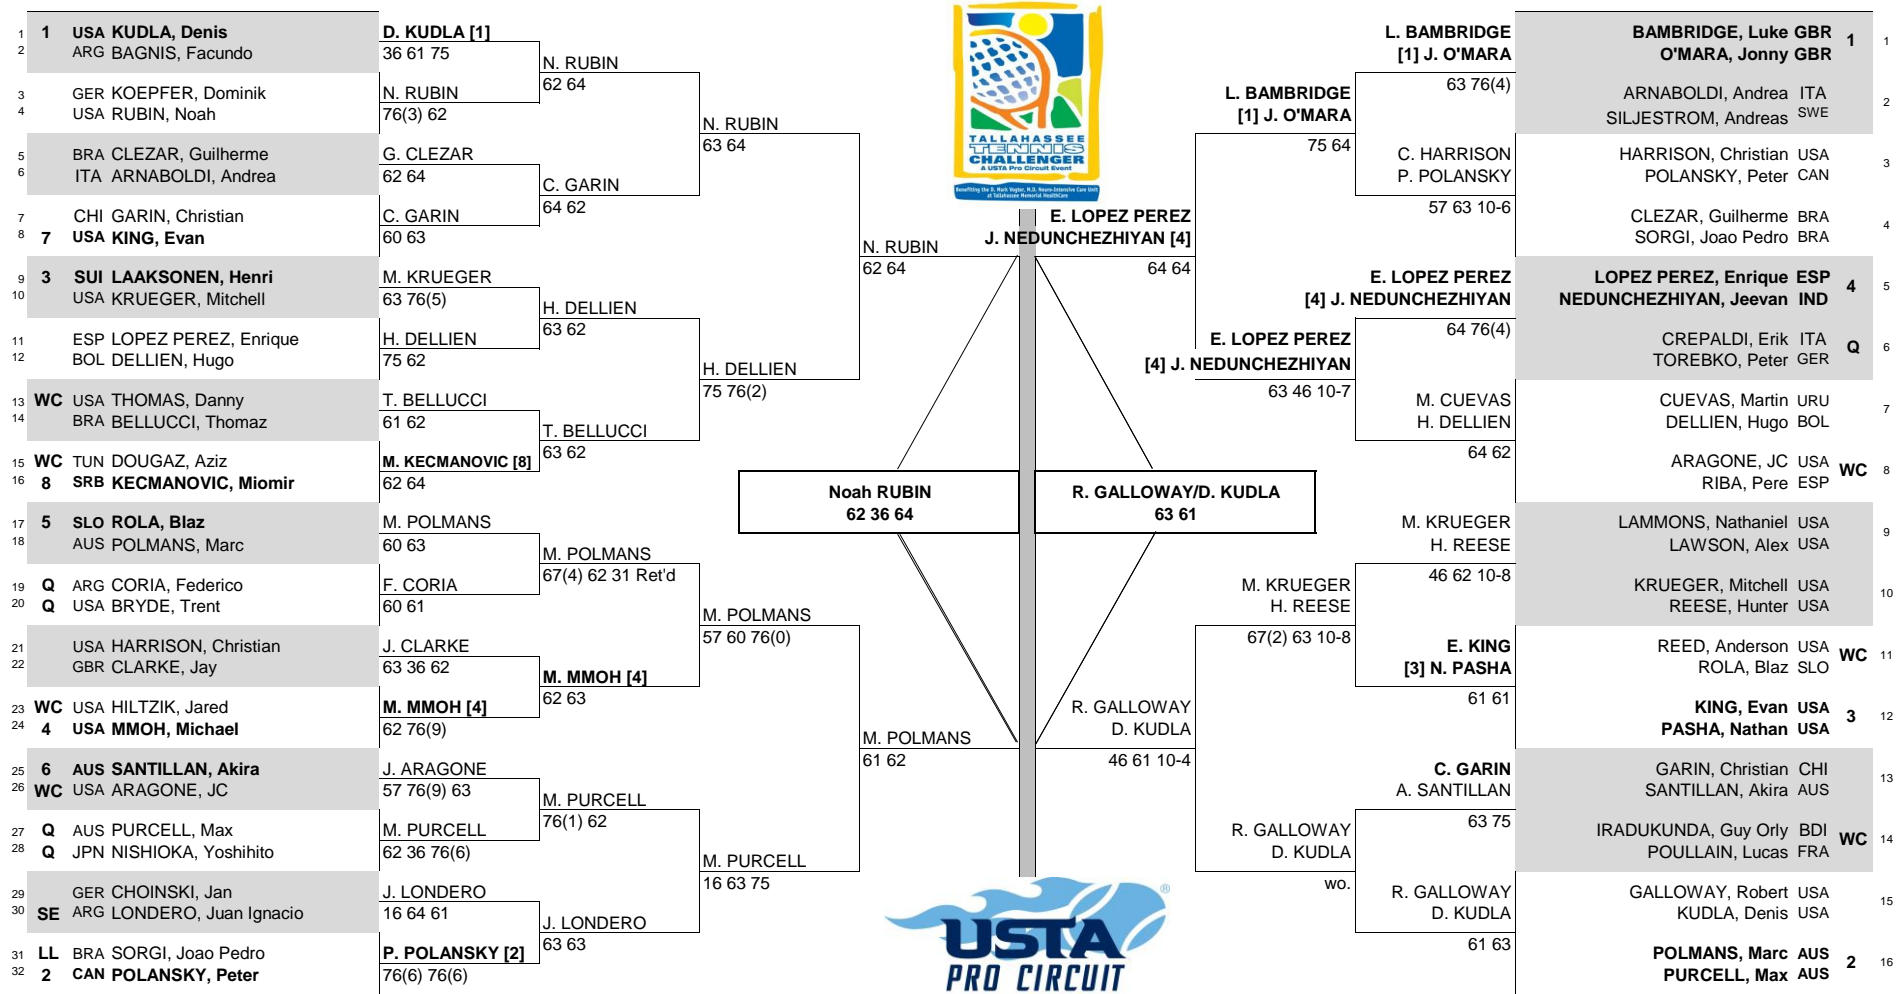 1 1 USA KUDLA, Denis
2 ARG BAGNIS, Facundo
3 GER KOEPFER, Dominik
4 USA RUBIN, Noah
5 BRA CLEZAR, Guilherme
6 ITA ARNABOLDI, Andrea
7 CHI GARIN, Christian
8 7 USA KING, Evan
9 3 SUI LAAKSONEN, Henri
10 USA KRUEGER, Mitchell
11 ESP LOPEZ PEREZ, Enrique
12 BOL DELLIEN, Hugo
13 WC USA THOMAS, Danny
14 BRA BELLUCCI, Thomaz
15 WC TUN DOUGAZ, Aziz
16 8 SRB KECMANOVIC, Miomir
17 5 SLO ROLA, Blaz
18 AUS POLMANS, Marc
19 Q ARG CORIA, Federico
20 Q USA BRYDE, Trent
21 USA HARRISON, Christian
22 GBR CLARKE, Jay
23 WC USA HILTZIK, Jared
24 4 USA MMOH, Michael
25 6 AUS SANTILLAN, Akira
26 WC USA ARAGONE, JC
27 Q AUS PURCELL, Max
28 Q JPN NISHIOKA, Yoshihito
29 GER CHOINSKI, Jan
30 SE ARG LONDERO, Juan Ignacio
31 LL BRA SORGI, Joao Pedro
32 2 CAN POLANSKY, Peter
D. KUDLA [1]
36 61 75
N. RUBIN
76(3) 62
G. CLEZAR
62 64
C. GARIN
60 63
M. KRUEGER
63 76(5)
H. DELLIEN
75 62
T. BELLUCCI
61 62
M. KECMANOVIC [8]
62 64
M. POLMANS
60 63
F. CORIA
60 61
J. CLARKE
63 36 62
M. MMOH [4]
62 76(9)
J. ARAGONE
57 76(9) 63
M. PURCELL
62 36 76(6)
J. LONDERO
16 64 61
P. POLANSKY [2]
76(6) 76(6)
N. RUBIN
62 64
C. GARIN
64 62
H. DELLIEN
63 62
T. BELLUCCI
63 62
M. POLMANS
67(4) 62 31 Ret'd
M. MMOH [4]
62 63
M. PURCELL
76(1) 62
J. LONDERO
63 63
N. RUBIN
63 64
H. DELLIEN
75 76(2)
M. POLMANS
57 60 76(0)
M. PURCELL
16 63 75
N. RUBIN
62 64
M. POLMANS
61 62
Noah RUBIN
62 36 64
TALLAHASSEE
TENNIS
CHALLENGER
A USTA Pro Circuit Event
Benefiting the D. Mark Vogter, M.D. Neuro-Intensive Care Unit
at Tallahassee Memorial HealthCare
R. GALLOWAY/D. KUDLA
63 61
E. LOPEZ PEREZ
J. NEDUNCHEZHIYAN [4]
64 64
R. GALLOWAY
D. KUDLA
46 61 10-4
L. BAMBRIDGE
[1] J. O'MARA
75 64
E. LOPEZ PEREZ
[4] J. NEDUNCHEZHIYAN
63 46 10-7
M. KRUEGER
H. REESE
67(2) 63 10-8
R. GALLOWAY
D. KUDLA
wo.
L. BAMBRIDGE
[1] J. O'MARA
63 76(4)
C. HARRISON
P. POLANSKY
57 63 10-6
E. LOPEZ PEREZ
[4] J. NEDUNCHEZHIYAN
64 76(4)
M. CUEVAS
H. DELLIEN
64 62
M. KRUEGER
H. REESE
46 62 10-8
E. KING
[3] N. PASHA
61 61
C. GARIN
A. SANTILLAN
63 75
R. GALLOWAY
D. KUDLA
61 63
BAMBRIDGE, Luke GBR 1 1
O'MARA, Jonny GBR
ARNABOLDI, Andrea ITA 2
SILJESTROM, Andreas SWE
HARRISON, Christian USA 3
POLANSKY, Peter CAN
CLEZAR, Guilherme BRA 4
SORGI, Joao Pedro BRA
LOPEZ PEREZ, Enrique ESP 4 5
NEDUNCHEZHIYAN, Jeevan IND
CREPALDI, Erik ITA Q 6
TOREBKO, Peter GER
CUEVAS, Martin URU 7
DELLIEN, Hugo BOL
ARAGONE, JC USA WC 8
RIBA, Pere ESP
LAMMONS, Nathaniel USA 9
LAWSON, Alex USA
KRUEGER, Mitchell USA 10
REESE, Hunter USA
REED, Anderson USA WC 11
ROLA, Blaz SLO
KING, Evan USA 3 12
PASHA, Nathan USA
GARIN, Christian CHI 13
SANTILLAN, Akira AUS
IRADUKUNDA, Guy Orly BDI WC 14
POULLAIN, Lucas FRA
GALLOWAY, Robert USA 15
KUDLA, Denis USA
POLMANS, Marc AUS 2 16
PURCELL, Max AUS
USTA
PRO CIRCUIT
®